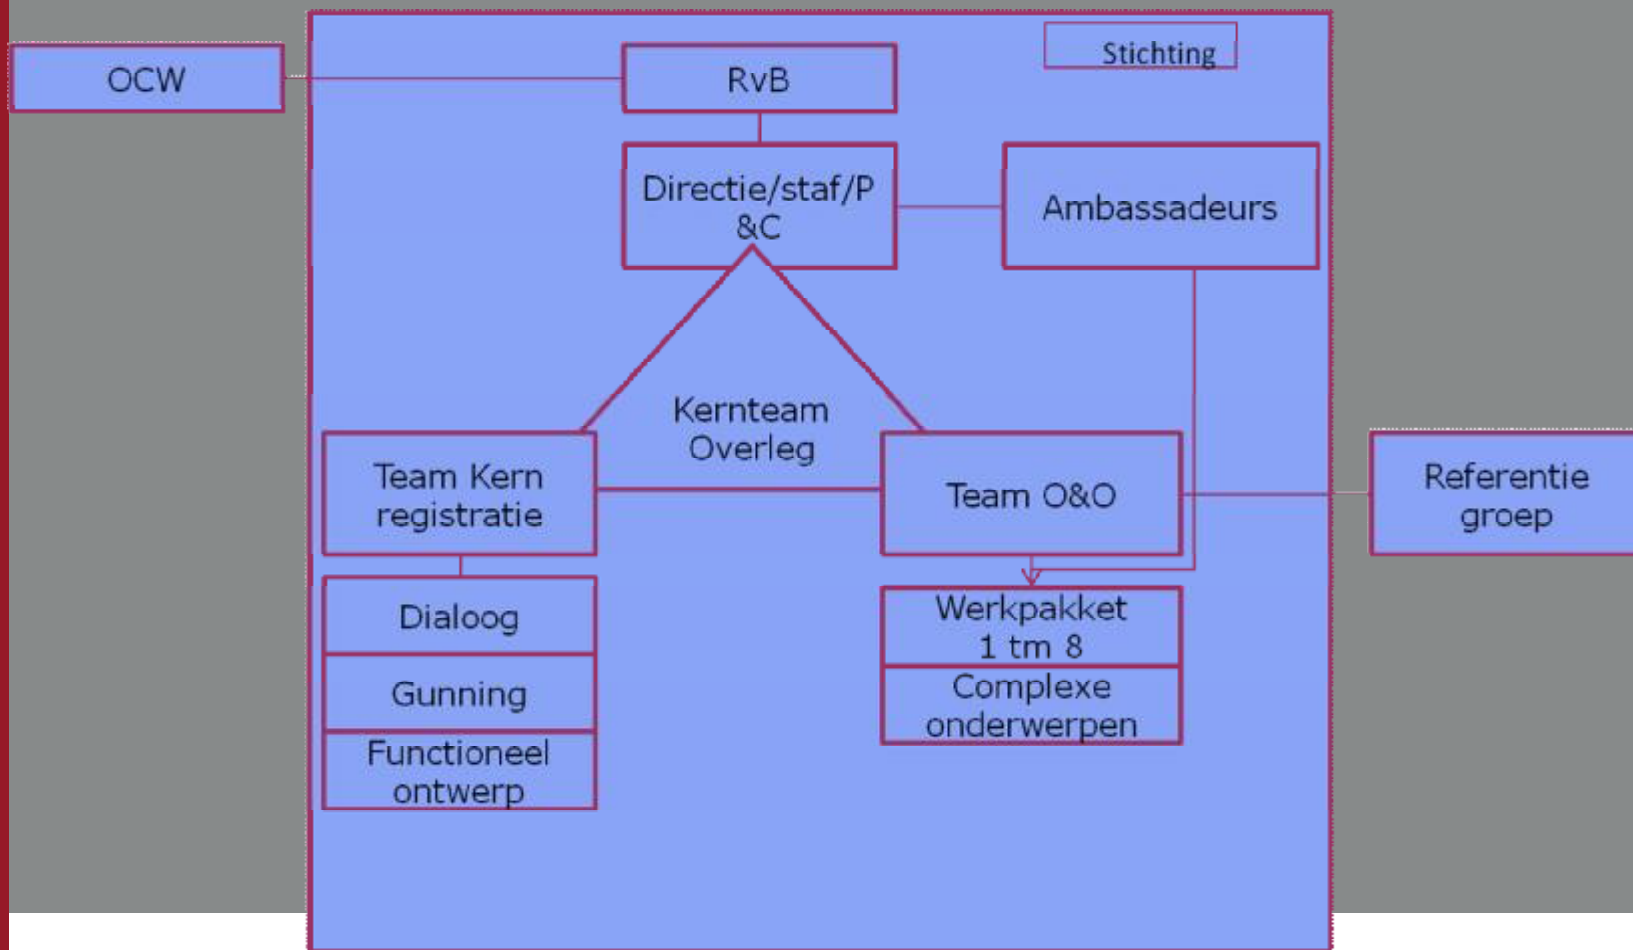 Stichting
OCW
RvB
Directie/staf/P
&C
Ambassadeurs
Kernteam
Overleg
Team Kern
registratie
Team O&O
Referentie
groep
Dialoog
Gunning
Functioneel
ontwerp
Werkpakket
1 tm 8
Complexe
onderwerpen